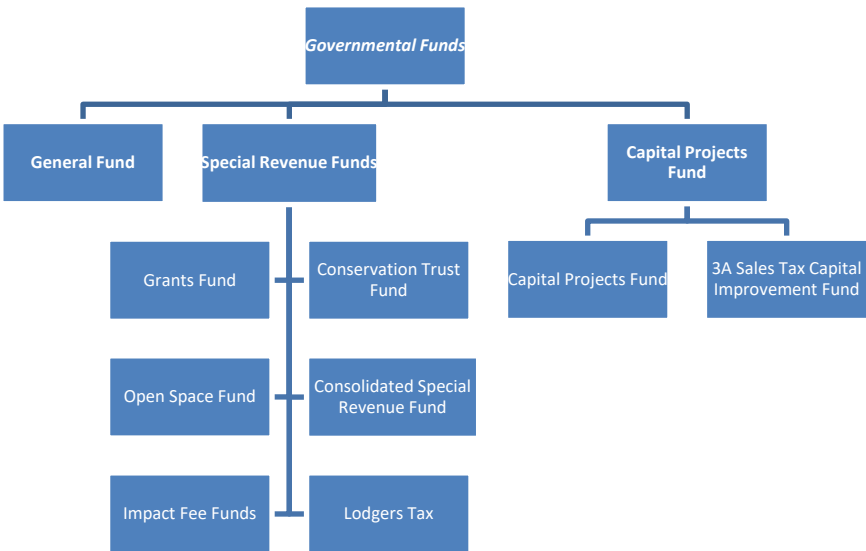 Governmental Funds
General Fund
Special Revenue Funds
Capital Projects
Fund
Grants Fund
Conservation Trust
Fund
Capital Projects Fund
3A Sales Tax Capital
Improvement Fund
Open Space Fund
Consolidated Special
Revenue Fund
Impact Fee Funds
Lodgers Tax